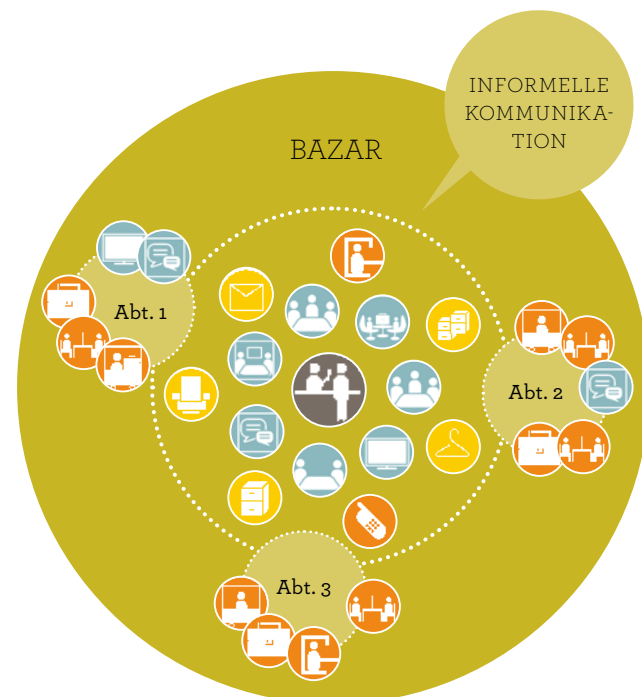 INFORMELLE
KOMMUNIKA-
TION
BAZAR
Abt. 1
Abt. 2
Abt. 3